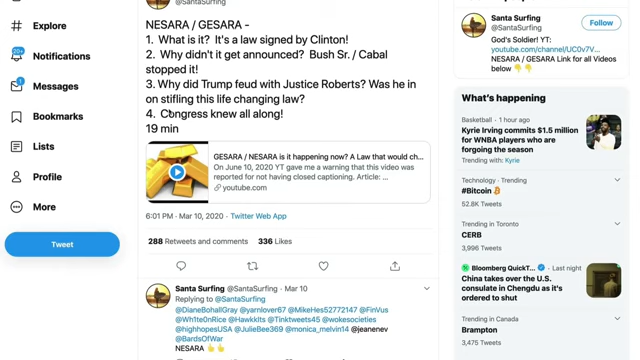 Explore
20+
Notifications
1
Messages
Bookmarks
Lists
Profile
More
Tweet
@SantaSurfing
NESARA / GESARA -
1. What is it? It's a law signed by Clinton!
2. Why didn't it get announced? Bush Sr. / Cabal
stopped it!
3. Why did Trump feud with Justice Roberts? Was he in
on stifling this life changing law?
4. Congress knew all along!
19 min
GESARA / NESARA is it happening now? A Law that would ch...
On June 10, 2020 YT gave me a warning that this video was
reported for not having closed captioning. Article: ...
youtube.com
6:01 PM · Mar 10, 2020 · Twitter Web App
288 Retweets and comments 336 Likes
Santa Surfing @SantaSurfing · Mar 10
Replying to @SantaSurfing
@DianeBohallGray @yarnlover67 @MikeHes52772147 @FinVus
@Wh1te0nRice @Hawkkits @Tinktweets45 @wokesocieties
@highhopesUSA @JulieBee369 @monica_melvin14 @jeanenev
@BardsOfWar
NESARA 👆👆
Santa Surfing
@SantaSurfing
Follow
God's Soldier! YT:
youtube.com/channel/UC0v7V...
NESARA / GESARA Link for all Videos
below 👇👇
What's happening
Basketball · 1 hour ago
Kyrie Irving commits $1.5 million
for WNBA players who are
forgoing the season
Trending with: Kyrie
Technology · Trending
#Bitcoin
52.8K Tweets
Trending in Toronto
CERB
3,996 Tweets
Bloomberg QuickT... · Last night
China takes over the U.S.
consulate in Chengdu as it's
ordered to shut
Trending in Canada
Brampton
3,475 Tweets